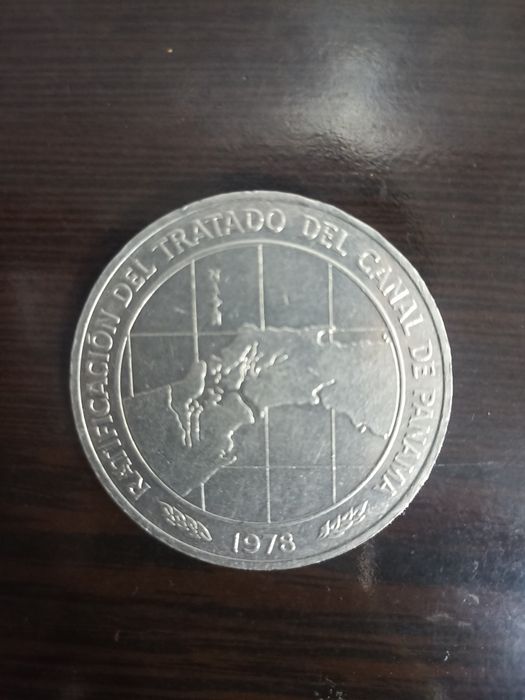 RATIFICACIÓN DEL TRATADO DEL CANAL DE PANAMA
1978